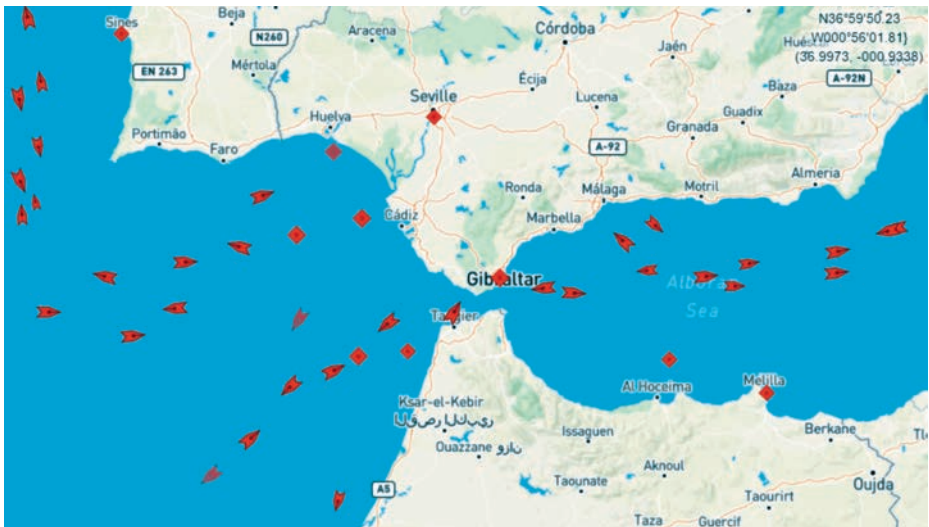 Sines
Beja
N260
Aracena
Córdoba
Jaén
N36°59'50.23
W000°56'01.81)
(36.9973, -000.9338)
EN 263
Mértola
Écija
Baza
A-92N
Seville
Lucena
Huelva
Guadix
Granada
Portimão
Faro
A-92
Ronda
Málaga
Motril
Almeria
Cádiz
Marbella
Gibraltar
Alboran
Sea
Al Hoceima
Melilla
Ksar-el-Kebir
القصر الكبير
Issaguen
Berkane
Ouazzane وزان
Aknoul
Oujda
A5
Taounate
Taourirt
Taza
Guercif